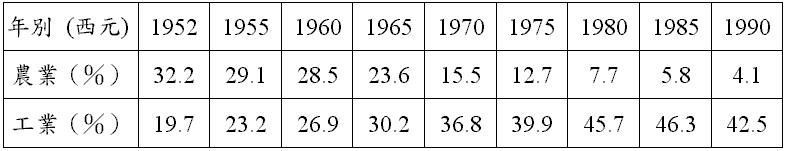 年別 (西元) 1952 1955 1960 1965 1970 1975 1980 1985 1990
農業（％） 32.2 29.1 28.5 23.6 15.5 12.7 7.7 5.8 4.1
工業（％） 19.7 23.2 26.9 30.2 36.8 39.9 45.7 46.3 42.5